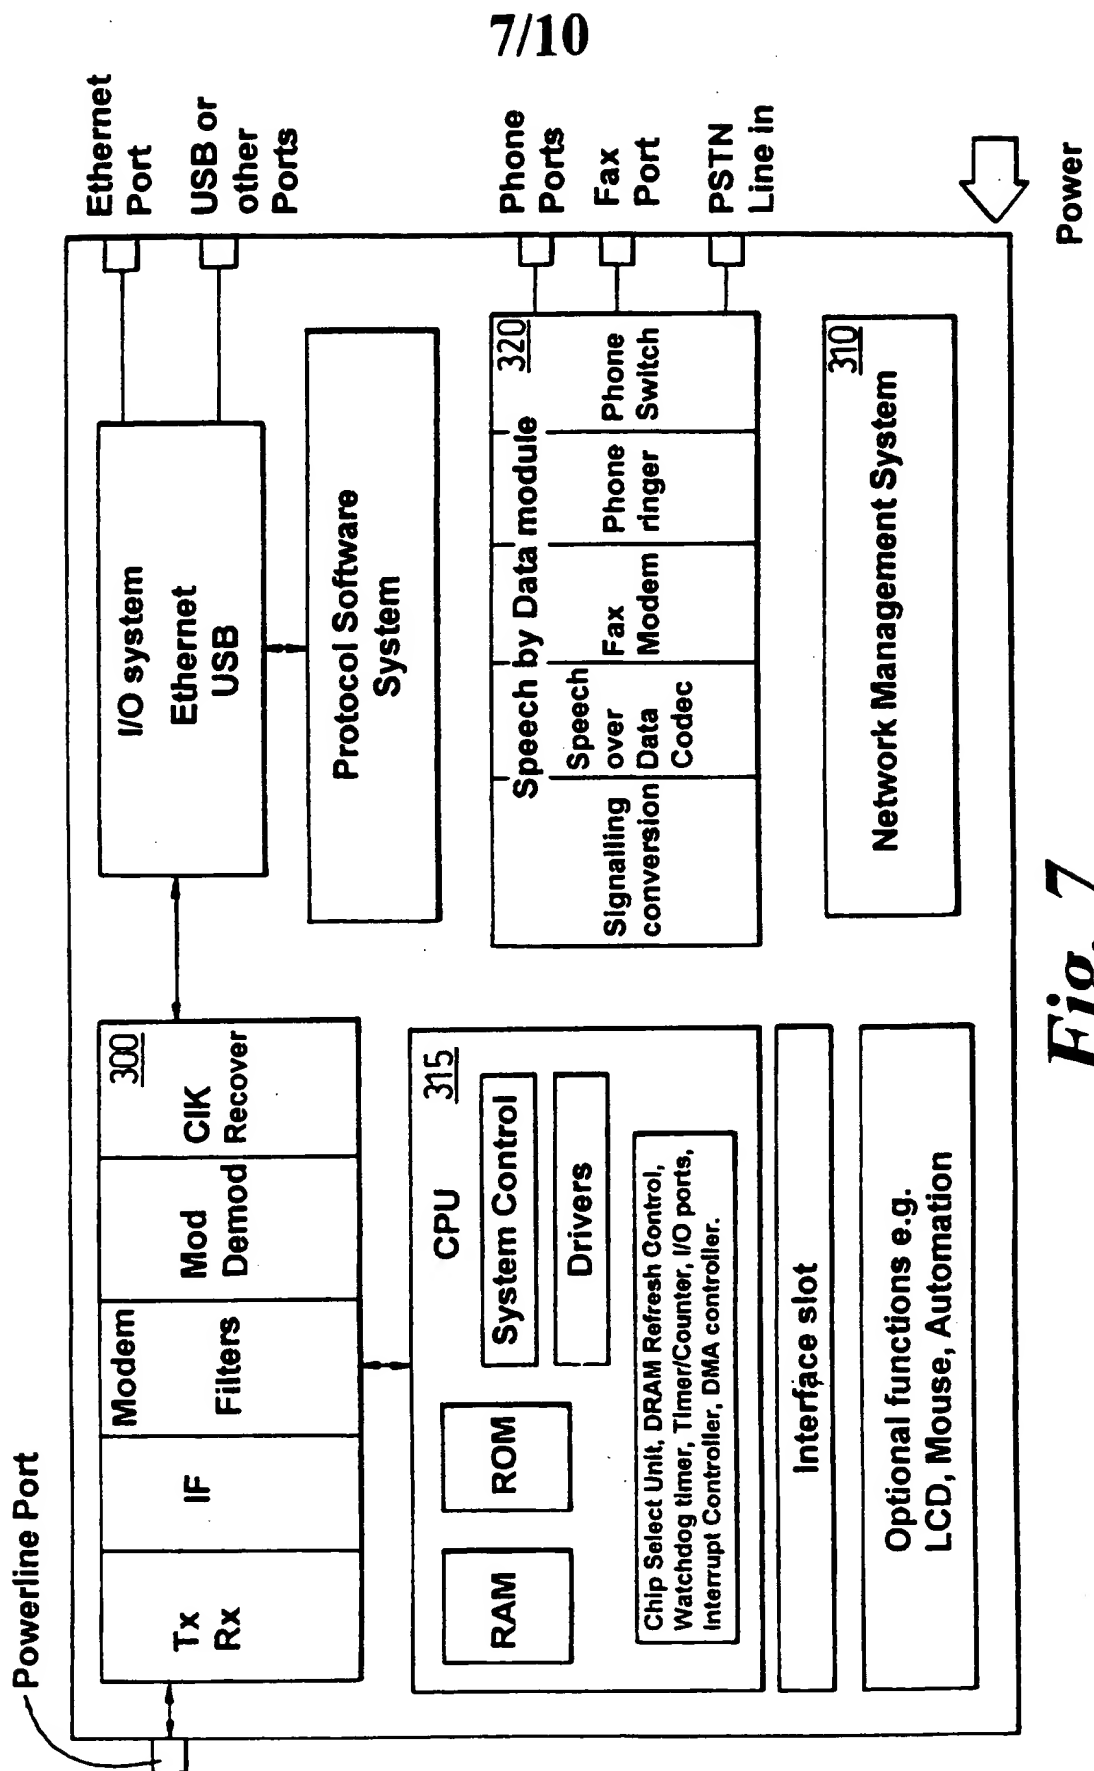 7/10
Powerline Port
Tx
Rx
IF
Modem
Filters
Mod
Demod
300
ClK
Recover
I/O system
Ethernet
USB
Ethernet
Port
USB or
other
Ports
Protocol Software
System
CPU
315
RAM
ROM
System Control
Drivers
Chip Select Unit, DRAM Refresh Control,
Watchdog timer, Timer/Counter, I/O ports,
Interrupt Controller, DMA controller.
Speech by Data module
320
Signalling
conversion
Speech
over
Data
Codec
Fax
Modem
Phone
ringer
Phone
Switch
Phone
Ports
Fax
Port
PSTN
Line in
Interface slot
Optional functions e.g.
LCD, Mouse, Automation
Network Management System
310
Power
Fig. 7